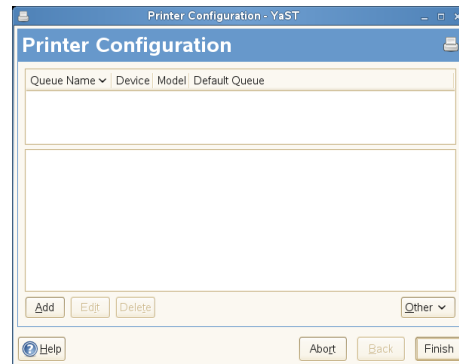 Printer Configuration - YaST
Printer Configuration
Queue Name Device Model Default Queue
Add Edit Delete Other
Help Abort Back Finish